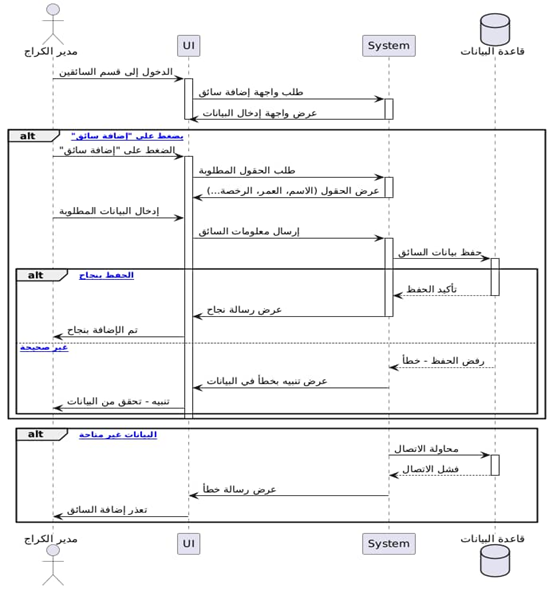 مدير الكراج
UI
System
قاعدة البيانات
الدخول إلى قسم السائقين
طلب واجهة إضافة سائق
عرض واجهة إدخال البيانات
alt
يضغط على "إضافة سائق"
الضغط على "إضافة سائق"
طلب الحقول المطلوبة
عرض الحقول (الاسم، العمر، الرخصة...)
إدخال البيانات المطلوبة
إرسال معلومات السائق
حفظ بيانات السائق
alt
الحفظ بنجاح
تأكيد الحفظ
عرض رسالة نجاح
تم الإضافة بنجاح
غير صحيحة
رفض الحفظ - خطأ
عرض تنبيه بخطأ في البيانات
تنبيه - تحقق من البيانات
alt
البيانات غير متاحة
محاولة الاتصال
فشل الاتصال
عرض رسالة خطأ
تعذر إضافة السائق
مدير الكراج
UI
System
قاعدة البيانات